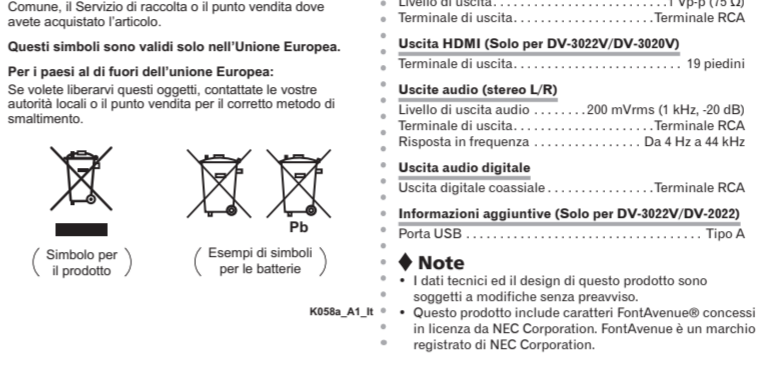 Comune, il Servizio di raccolta o il punto vendita dove
avete acquistato l'articolo.
Questi simboli sono validi solo nell'Unione Europea.
Per i paesi al di fuori dell'unione Europea:
Se volete liberarvi questi oggetti, contattate le vostre
autorità locali o il punto vendita per il corretto metodo di
smaltimento.
Pb
Simbolo per
il prodotto
Esempi di simboli
per le batterie
K058a_A1_It
Livello di uscita. . . . . . . . . . . . . . . . . . . . . . . . .1 Vp-p (75 Ω)
Terminale di uscita. . . . . . . . . . . . . . . . . . . .Terminale RCA
Uscita HDMI (Solo per DV-3022V/DV-3020V)
Terminale di uscita. . . . . . . . . . . . . . . . . . . . . . . . 19 piedini
Uscite audio (stereo L/R)
Livello di uscita audio . . . . . . . .200 mVrms (1 kHz, -20 dB)
Terminale di uscita. . . . . . . . . . . . . . . . . . . .Terminale RCA
Risposta in frequenza . . . . . . . . . . . . . . . . Da 4 Hz a 44 kHz
Uscita audio digitale
Uscita digitale coassiale . . . . . . . . . . . . . . . .Terminale RCA
Informazioni aggiuntive (Solo per DV-3022V/DV-2022)
Porta USB . . . . . . . . . . . . . . . . . . . . . . . . . . . . . . . . . . Tipo A
♦ Note
• I dati tecnici ed il design di questo prodotto sono
soggetti a modifiche senza preavviso.
• Questo prodotto include caratteri FontAvenue® concessi
in licenza da NEC Corporation. FontAvenue è un marchio
registrato di NEC Corporation.